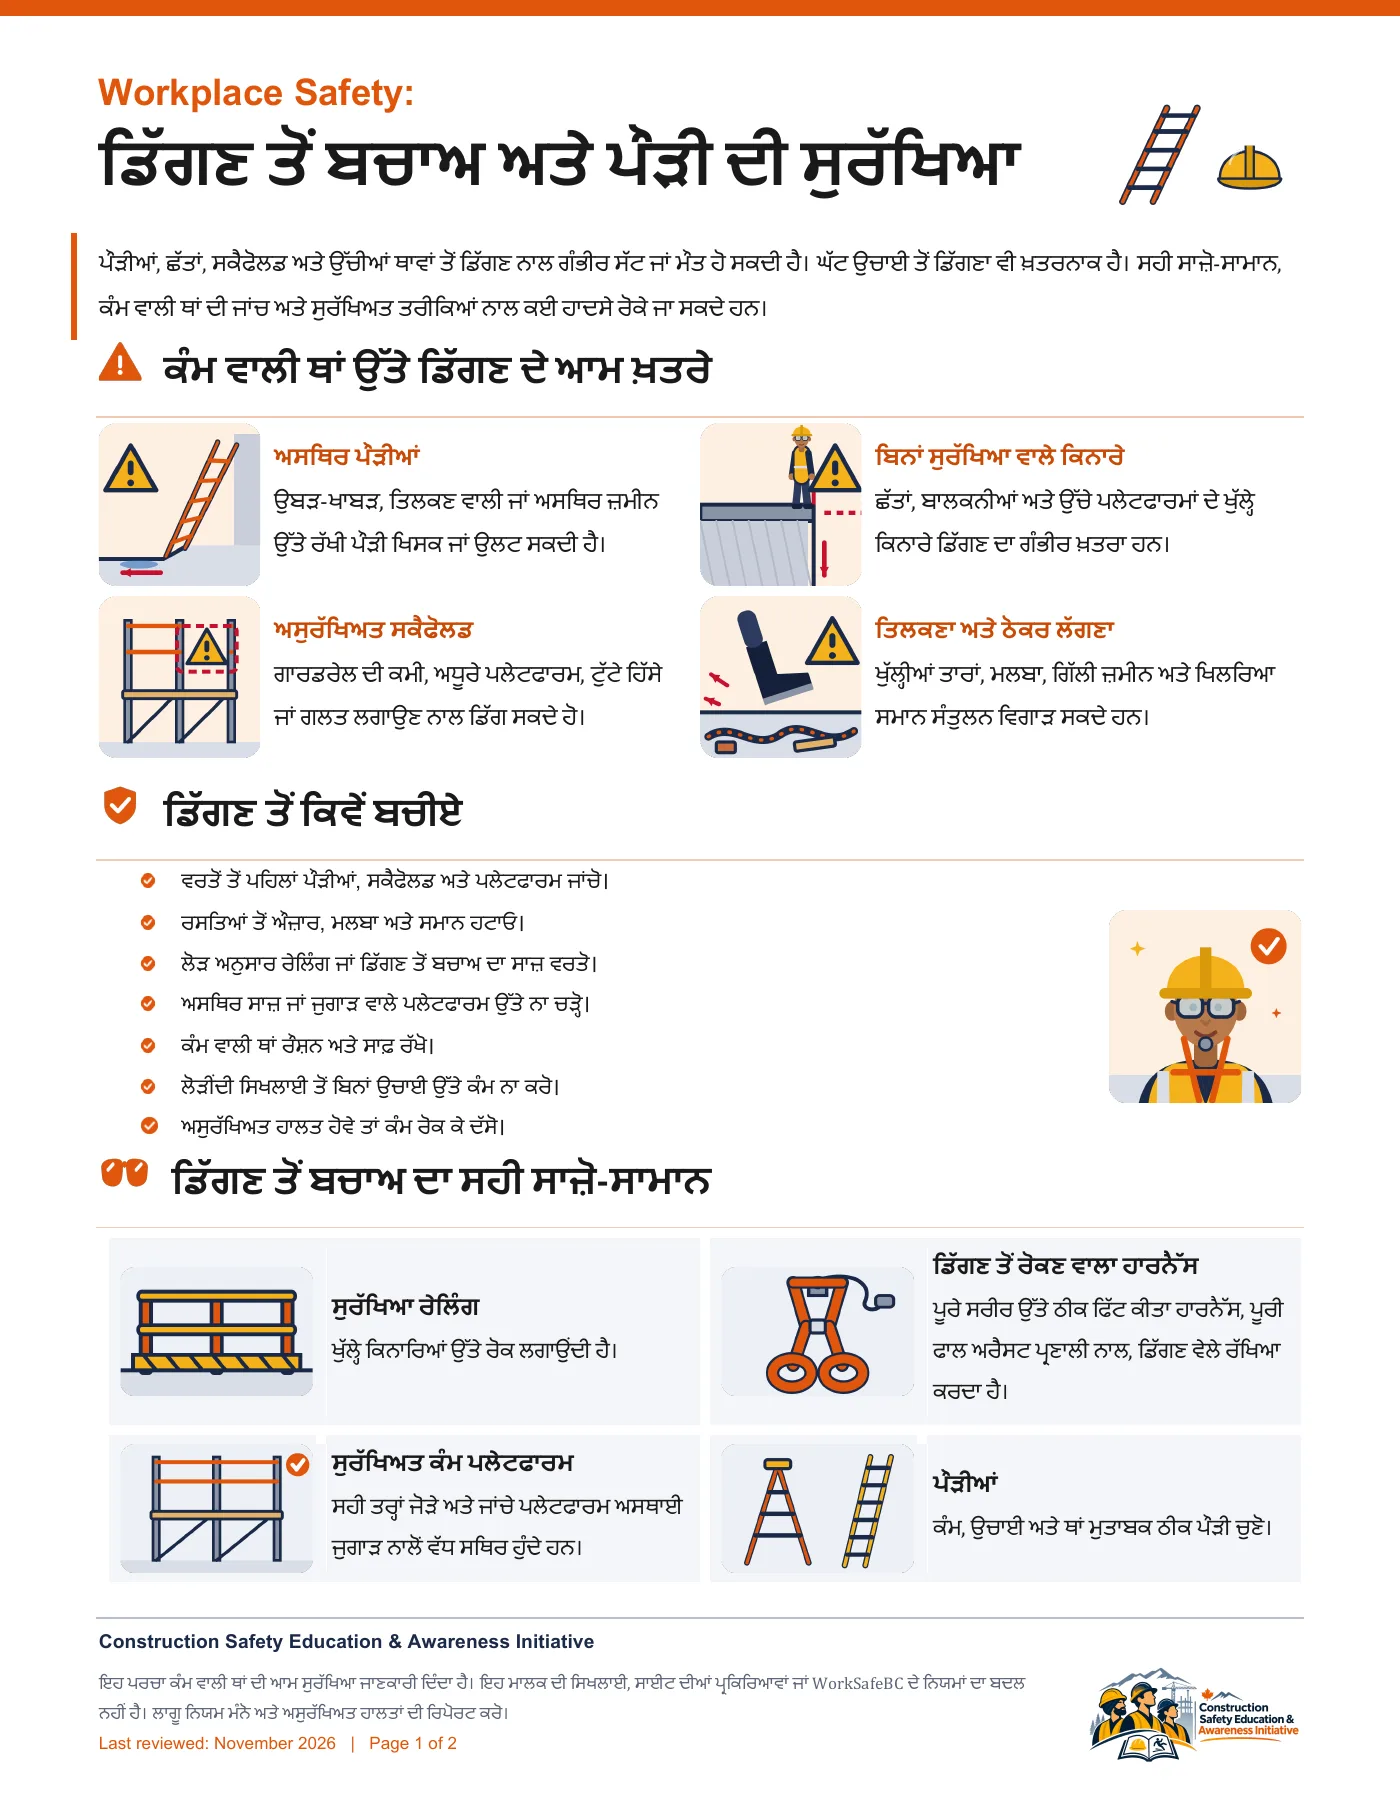 Workplace Safety:
ਡਿੱਗਣ ਤੋਂ ਬਚਾਅ ਅਤੇ ਪੌੜੀ ਦੀ ਸੁਰੱਖਿਆ
ਪੌੜੀਆਂ, ਛੱਤਾਂ, ਸਕੈਫੋਲਡ ਅਤੇ ਉੱਚੀਆਂ ਥਾਵਾਂ ਤੋਂ ਡਿੱਗਣ ਨਾਲ ਗੰਭੀਰ ਸੱਟ ਜਾਂ ਮੌਤ ਹੋ ਸਕਦੀ ਹੈ। ਘੱਟ ਉਚਾਈ ਤੋਂ ਡਿੱਗਣਾ ਵੀ ਖ਼ਤਰਨਾਕ ਹੈ। ਸਹੀ ਸਾਜ਼ੋ-ਸਾਮਾਨ,
ਕੰਮ ਵਾਲੀ ਥਾਂ ਦੀ ਜਾਂਚ ਅਤੇ ਸੁਰੱਖਿਅਤ ਤਰੀਕਿਆਂ ਨਾਲ ਕਈ ਹਾਦਸੇ ਰੋਕੇ ਜਾ ਸਕਦੇ ਹਨ।
ਕੰਮ ਵਾਲੀ ਥਾਂ ਉੱਤੇ ਡਿੱਗਣ ਦੇ ਆਮ ਖ਼ਤਰੇ
ਅਸਥਿਰ ਪੌੜੀਆਂ
ਉਬੜ-ਖਾਬੜ, ਤਿਲਕਣ ਵਾਲੀ ਜਾਂ ਅਸਥਿਰ ਜ਼ਮੀਨ
ਉੱਤੇ ਰੱਖੀ ਪੌੜੀ ਖਿਸਕ ਜਾਂ ਉਲਟ ਸਕਦੀ ਹੈ।
ਬਿਨਾਂ ਸੁਰੱਖਿਆ ਵਾਲੇ ਕਿਨਾਰੇ
ਛੱਤਾਂ, ਬਾਲਕਨੀਆਂ ਅਤੇ ਉੱਚੇ ਪਲੇਟਫਾਰਮਾਂ ਦੇ ਖੁੱਲ੍ਹੇ
ਕਿਨਾਰੇ ਡਿੱਗਣ ਦਾ ਗੰਭੀਰ ਖ਼ਤਰਾ ਹਨ।
ਅਸੁਰੱਖਿਅਤ ਸਕੈਫੋਲਡ
ਗਾਰਡਰੇਲ ਦੀ ਕਮੀ, ਅਧੂਰੇ ਪਲੇਟਫਾਰਮ, ਟੁੱਟੇ ਹਿੱਸੇ
ਜਾਂ ਗਲਤ ਲਗਾਉਣ ਨਾਲ ਡਿੱਗ ਸਕਦੇ ਹੋ।
ਤਿਲਕਣਾ ਅਤੇ ਠੋਕਰ ਲੱਗਣਾ
ਖੁੱਲ੍ਹੀਆਂ ਤਾਰਾਂ, ਮਲਬਾ, ਗਿੱਲੀ ਜ਼ਮੀਨ ਅਤੇ ਖਿਲਰਿਆ
ਸਮਾਨ ਸੰਤੁਲਨ ਵਿਗਾੜ ਸਕਦੇ ਹਨ।
ਡਿੱਗਣ ਤੋਂ ਕਿਵੇਂ ਬਚੀਏ
ਵਰਤੋਂ ਤੋਂ ਪਹਿਲਾਂ ਪੌੜੀਆਂ, ਸਕੈਫੋਲਡ ਅਤੇ ਪਲੇਟਫਾਰਮ ਜਾਂਚੋ।
ਰਸਤਿਆਂ ਤੋਂ ਔਜ਼ਾਰ, ਮਲਬਾ ਅਤੇ ਸਮਾਨ ਹਟਾਓ।
ਲੋੜ ਅਨੁਸਾਰ ਰੇਲਿੰਗ ਜਾਂ ਡਿੱਗਣ ਤੋਂ ਬਚਾਅ ਦਾ ਸਾਜ਼ ਵਰਤੋ।
ਅਸਥਿਰ ਸਾਜ਼ ਜਾਂ ਜੁਗਾੜ ਵਾਲੇ ਪਲੇਟਫਾਰਮ ਉੱਤੇ ਨਾ ਚੜ੍ਹੋ।
ਕੰਮ ਵਾਲੀ ਥਾਂ ਰੌਸ਼ਨ ਅਤੇ ਸਾਫ਼ ਰੱਖੋ।
ਲੋੜੀਂਦੀ ਸਿਖਲਾਈ ਤੋਂ ਬਿਨਾਂ ਉਚਾਈ ਉੱਤੇ ਕੰਮ ਨਾ ਕਰੋ।
ਅਸੁਰੱਖਿਅਤ ਹਾਲਤ ਹੋਵੇ ਤਾਂ ਕੰਮ ਰੋਕ ਕੇ ਦੱਸੋ।
ਡਿੱਗਣ ਤੋਂ ਬਚਾਅ ਦਾ ਸਹੀ ਸਾਜ਼ੋ-ਸਾਮਾਨ
ਸੁਰੱਖਿਆ ਰੇਲਿੰਗ
ਖੁੱਲ੍ਹੇ ਕਿਨਾਰਿਆਂ ਉੱਤੇ ਰੋਕ ਲਗਾਉਂਦੀ ਹੈ।
ਡਿੱਗਣ ਤੋਂ ਰੋਕਣ ਵਾਲਾ ਹਾਰਨੈੱਸ
ਪੂਰੇ ਸਰੀਰ ਉੱਤੇ ਠੀਕ ਫਿੱਟ ਕੀਤਾ ਹਾਰਨੈੱਸ, ਪੂਰੀ
ਫਾਲ ਅਰੈਸਟ ਪ੍ਰਣਾਲੀ ਨਾਲ, ਡਿੱਗਣ ਵੇਲੇ ਰੱਖਿਆ
ਕਰਦਾ ਹੈ।
ਸੁਰੱਖਿਅਤ ਕੰਮ ਪਲੇਟਫਾਰਮ
ਸਹੀ ਤਰ੍ਹਾਂ ਜੋੜੇ ਅਤੇ ਜਾਂਚੇ ਪਲੇਟਫਾਰਮ ਅਸਥਾਈ
ਜੁਗਾੜ ਨਾਲੋਂ ਵੱਧ ਸਥਿਰ ਹੁੰਦੇ ਹਨ।
ਪੌੜੀਆਂ
ਕੰਮ, ਉਚਾਈ ਅਤੇ ਥਾਂ ਮੁਤਾਬਕ ਠੀਕ ਪੌੜੀ ਚੁਣੋ।
Construction Safety Education & Awareness Initiative
ਇਹ ਪਰਚਾ ਕੰਮ ਵਾਲੀ ਥਾਂ ਦੀ ਆਮ ਸੁਰੱਖਿਆ ਜਾਣਕਾਰੀ ਦਿੰਦਾ ਹੈ। ਇਹ ਮਾਲਕ ਦੀ ਸਿਖਲਾਈ, ਸਾਈਟ ਦੀਆਂ ਪ੍ਰਕਿਰਿਆਵਾਂ ਜਾਂ WorkSafeBC ਦੇ ਨਿਯਮਾਂ ਦਾ ਬਦਲ
ਨਹੀਂ ਹੈ। ਲਾਗੂ ਨਿਯਮ ਮੰਨੋ ਅਤੇ ਅਸੁਰੱਖਿਅਤ ਹਾਲਤਾਂ ਦੀ ਰਿਪੋਰਟ ਕਰੋ।
Last reviewed: November 2026 | Page 1 of 2
Construction
Safety Education &
Awareness Initiative